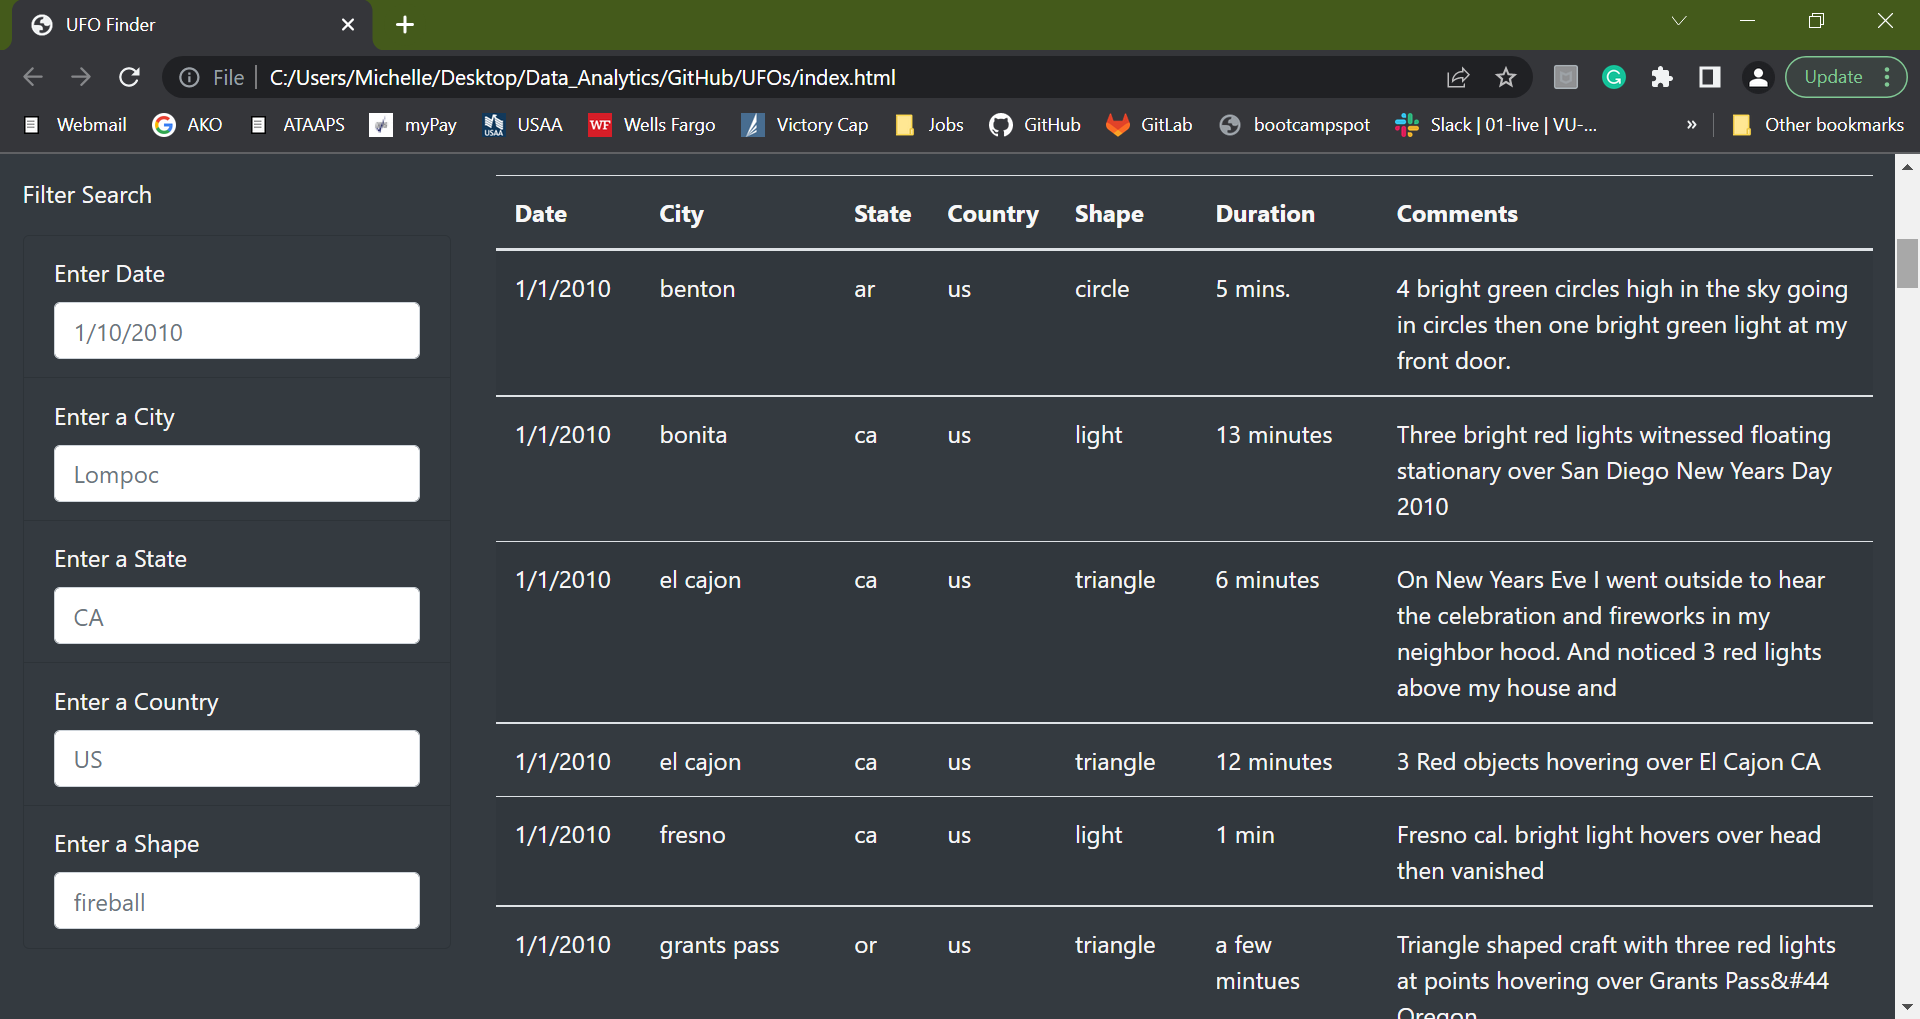 UFO Finder
File C:/Users/Michelle/Desktop/Data_Analytics/GitHub/UFOs/index.html
Update
Webmail AKO ATAAPS myPay USAA Wells Fargo Victory Cap Jobs GitHub GitLab bootcampspot Slack | 01-live | VU-... » Other bookmarks
Filter Search
Enter Date
1/10/2010
Enter a City
Lompoc
Enter a State
CA
Enter a Country
US
Enter a Shape
fireball
Date City State Country Shape Duration Comments
1/1/2010 benton ar us circle 5 mins. 4 bright green circles high in the sky going
in circles then one bright green light at my
front door.
1/1/2010 bonita ca us light 13 minutes Three bright red lights witnessed floating
stationary over San Diego New Years Day
2010
1/1/2010 el cajon ca us triangle 6 minutes On New Years Eve I went outside to hear
the celebration and fireworks in my
neighbor hood. And noticed 3 red lights
above my house and
1/1/2010 el cajon ca us triangle 12 minutes 3 Red objects hovering over El Cajon CA
1/1/2010 fresno ca us light 1 min Fresno cal. bright light hovers over head
then vanished
1/1/2010 grants pass or us triangle a few Triangle shaped craft with three red lights
mintues at points hovering over Grants Pass&#44
Oregon